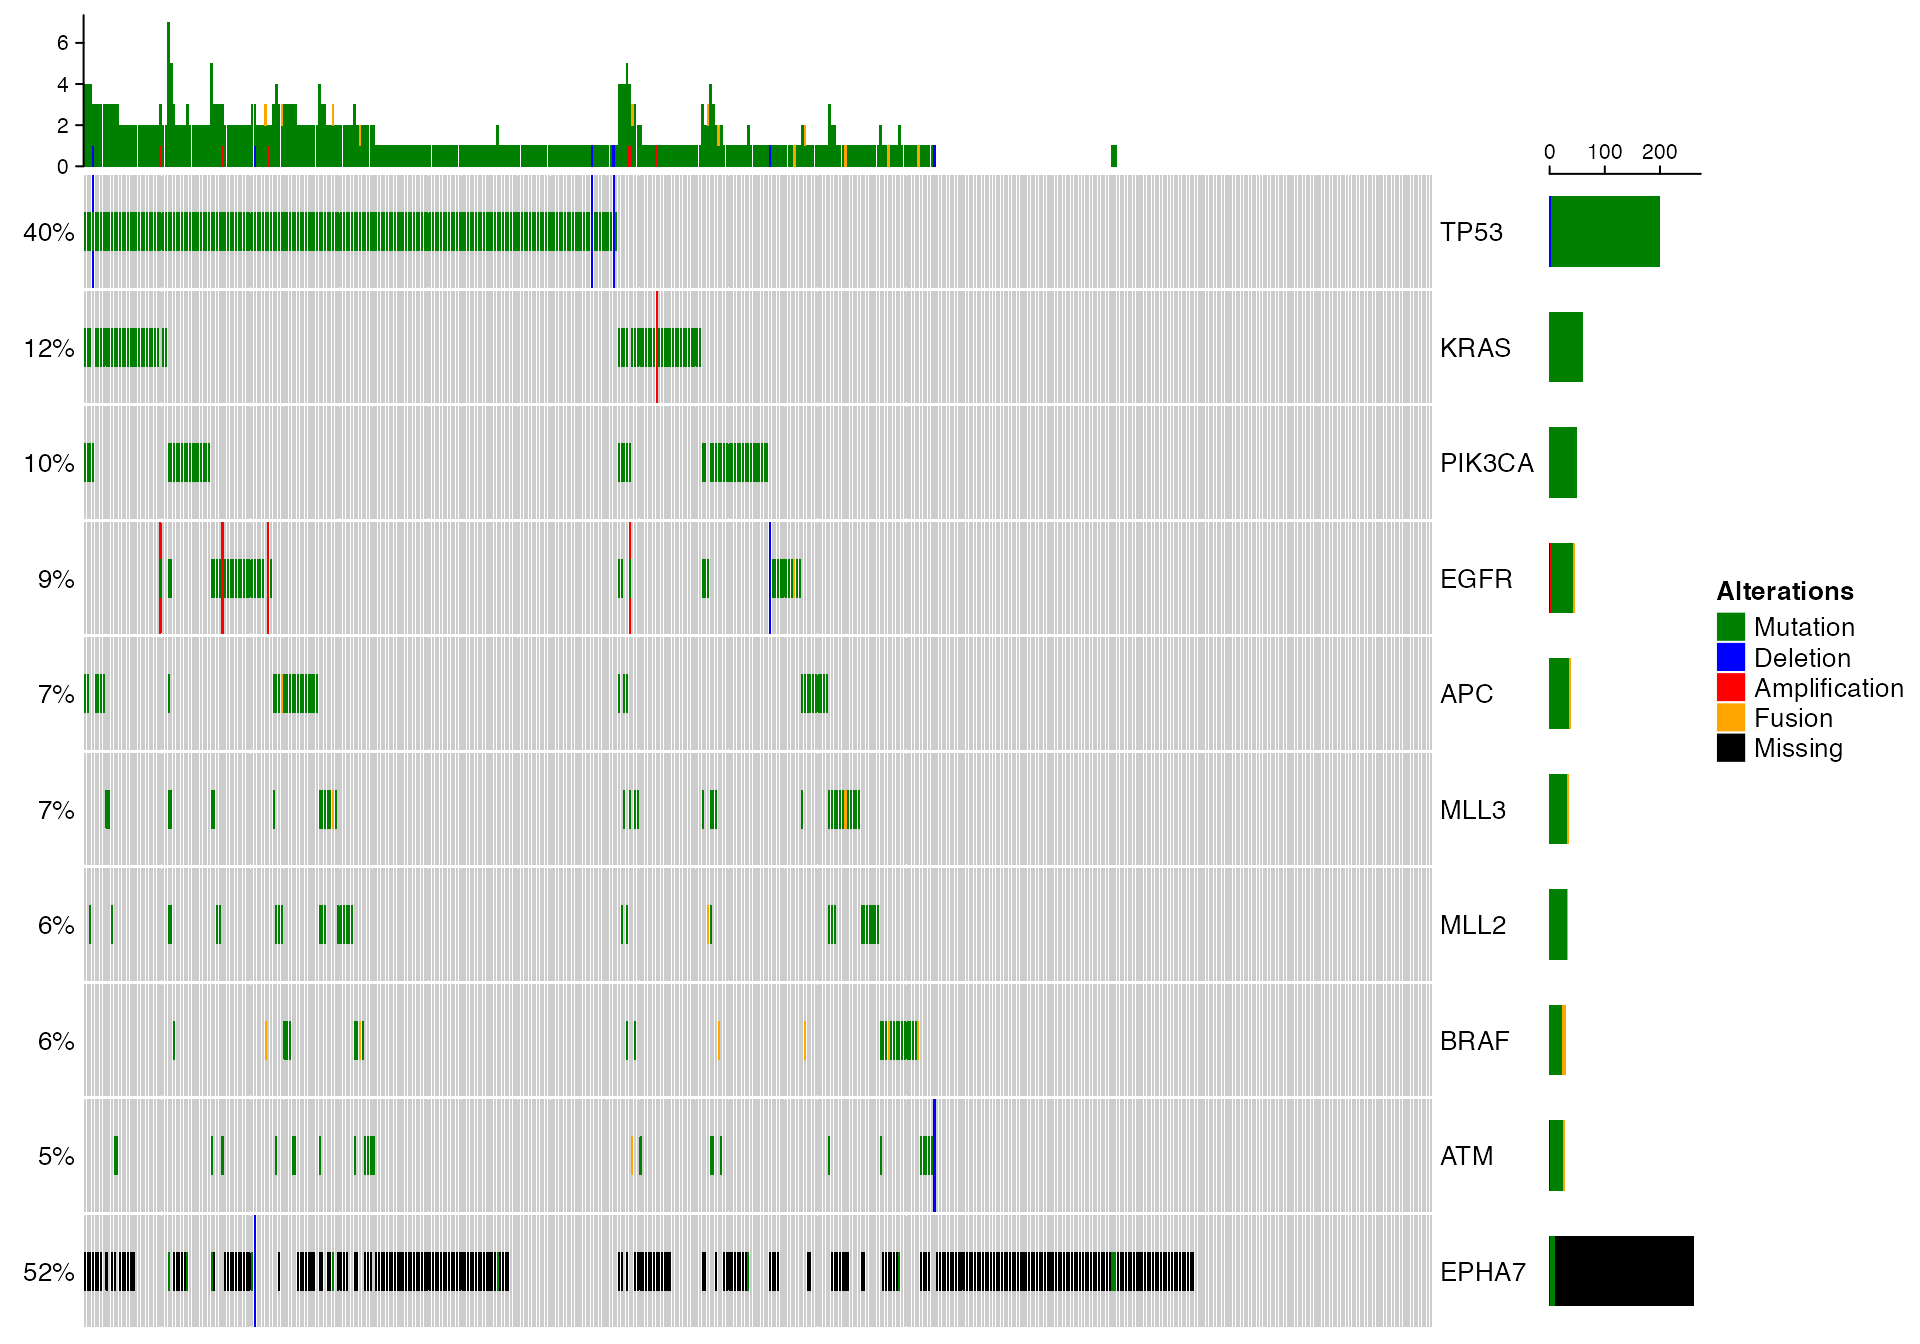 6
4
2
0
0 100 200
40% TP53
12% KRAS
10% PIK3CA
9% EGFR
7% APC
7% MLL3
6% MLL2
6% BRAF
5% ATM
52% EPHA7
Alterations
Mutation
Deletion
Amplification
Fusion
Missing